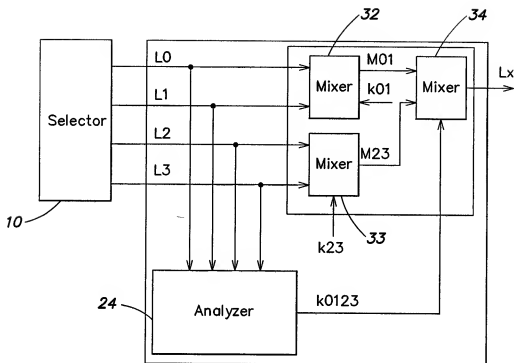 32
34
L0
M01
Lx
Mixer
Mixer
L1
k01
Selector
L2
Mixer
M23
L3
10
33
k23
24
Analyzer
k0123